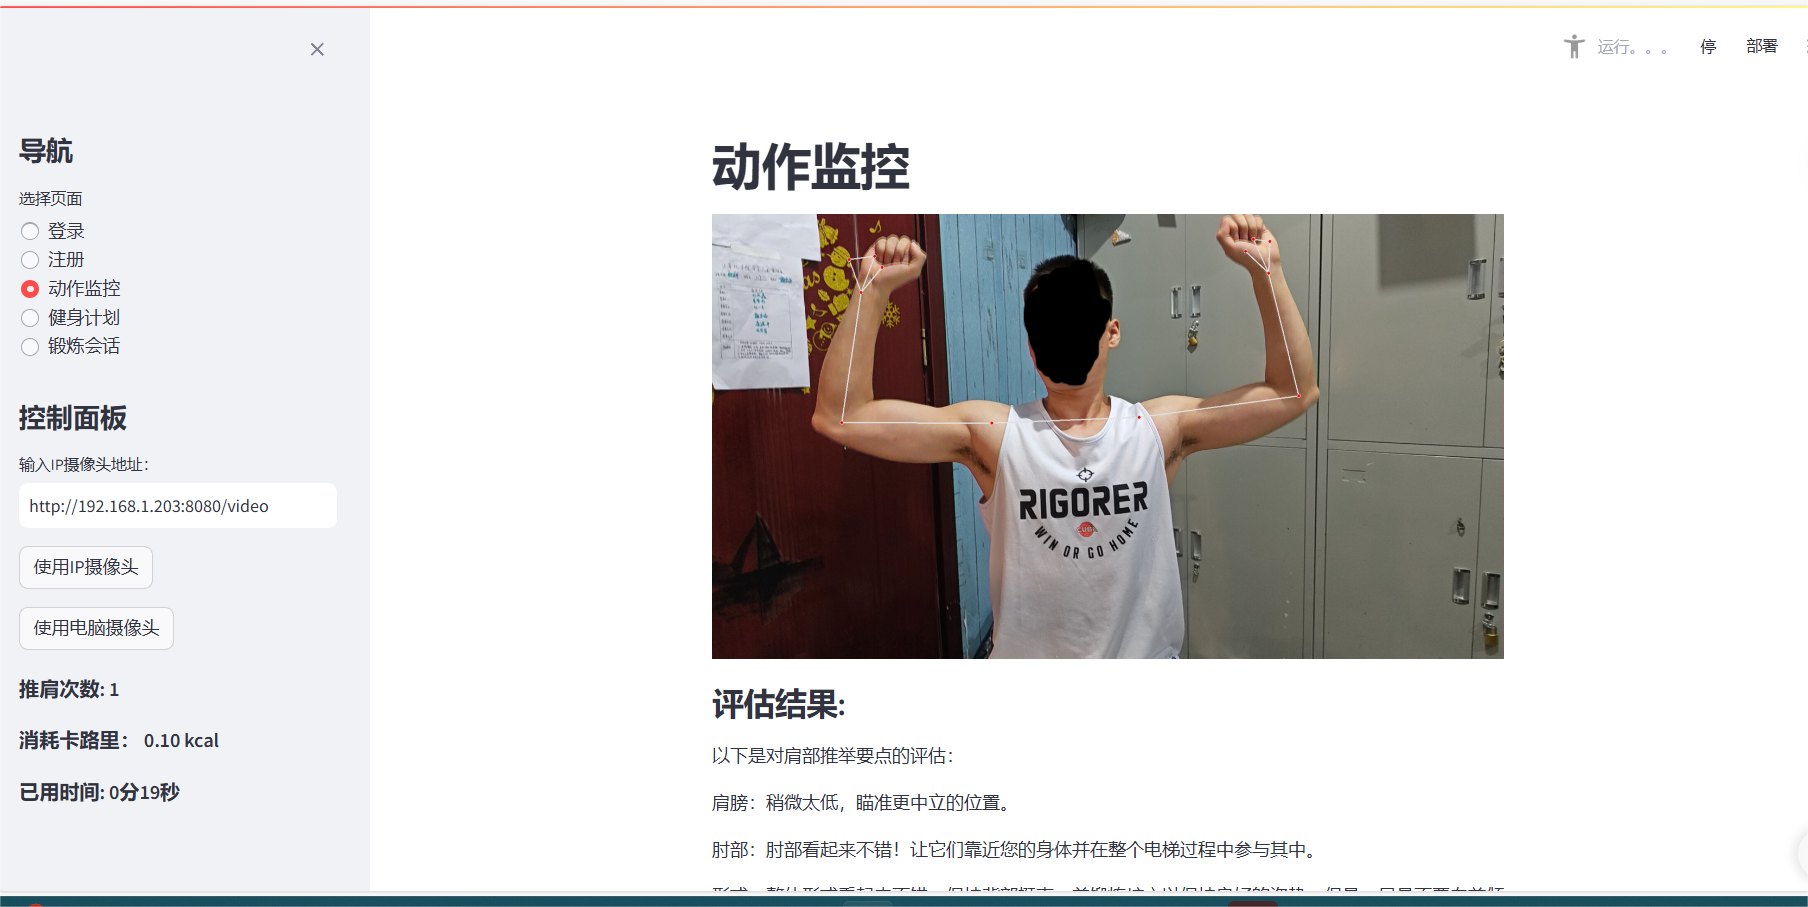 运行。。。
停
部署
导航
选择页面
登录
注册
动作监控
健身计划
锻炼会话
控制面板
输入IP摄像头地址：
http://192.168.1.203:8080/video
使用IP摄像头
使用电脑摄像头
推肩次数: 1
消耗卡路里： 0.10 kcal
已用时间: 0分19秒
动作监控
RIGORER
CUBA
WIN OR GO HOME
评估结果:
以下是对肩部推举要点的评估：
肩膀：稍微太低，瞄准更中立的位置。
肘部：肘部看起来不错！让它们靠近您的身体并在整个电梯过程中参与其中。